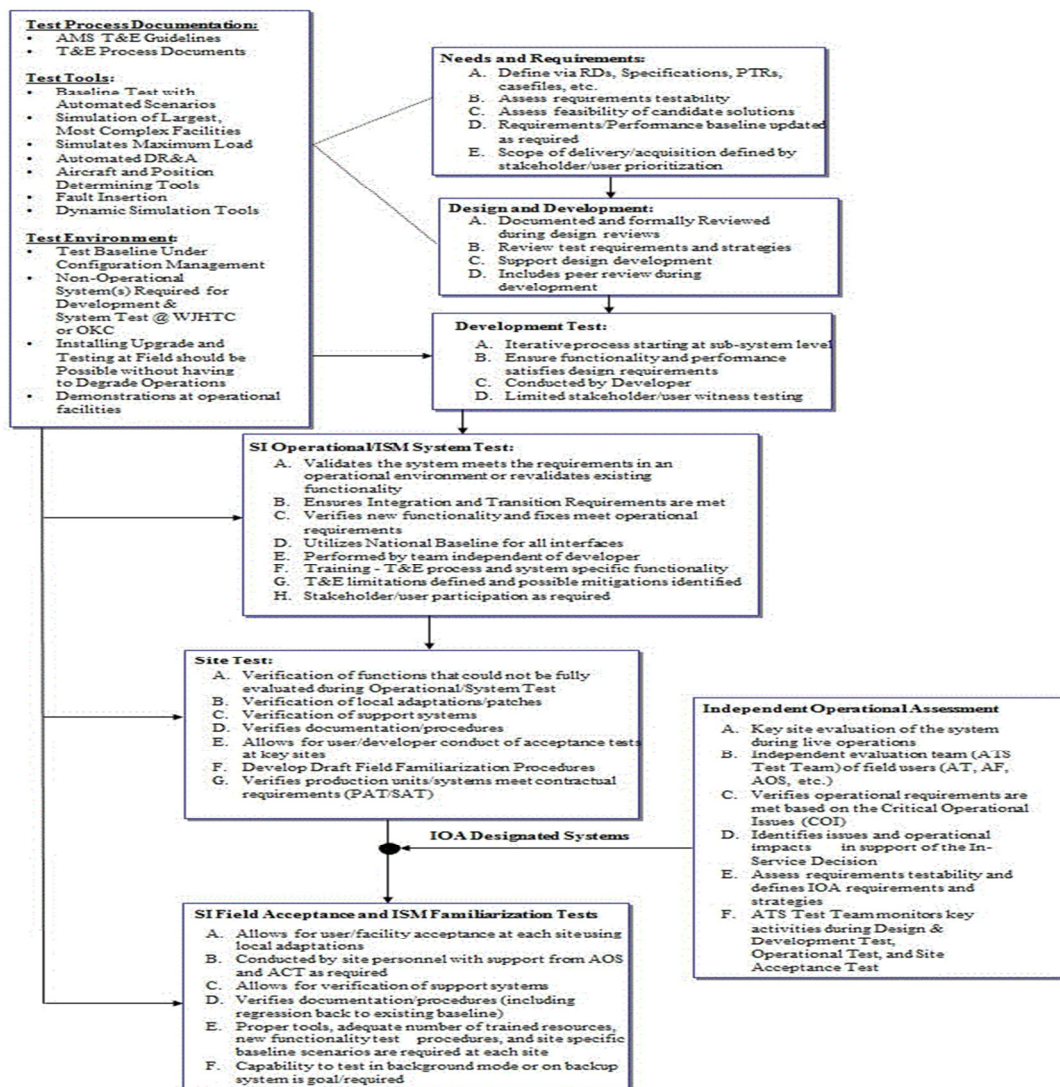 Test Process Documentation:
• AMS T&E Guidelines
• T&E Process Documents
Test Tools:
• Baseline Test with
Automated Scenarios
• Simulation of Largest,
Most Complex Facilities
• Simulates Maximum Load
• Automated DR&A
• Aircraft and Position
Determining Tools
• Fault Insertion
• Dynamic Simulation Tools
Test Environment:
• Test Baseline Under
Configuration Management
• Non-Operational
System(s) Required for
Development &
System Test @ WJHTC
or OKC
• Installing Upgrade and
Testing at Field should be
Possible without having
to Degrade Operations
• Demonstrations at operational
facilities
Needs and Requirements:
A. Define via RDs, Specifications, PTRs,
casefiles, etc.
B. Assess requirements testability
C. Assess feasibility of candidate solutions
D. Requirements/Performance baseline updated
as required
E. Scope of delivery/acquisition defined by
stakeholder/user prioritization
Design and Development:
A. Documented and formally Reviewed
during design reviews
B. Review test requirements and strategies
C. Support design development
D. Includes peer review during
development
Development Test:
A. Iterative process starting at sub-system level
B. Ensure functionality and performance
satisfies design requirements
C. Conducted by Developer
D. Limited stakeholder/user witness testing
SI Operational/ISM System Test:
A. Validates the system meets the requirements in an
operational environment or revalidates existing
functionality
B. Ensures Integration and Transition Requirements are met
C. Verifies new functionality and fixes meet operational
requirements
D. Utilizes National Baseline for all interfaces
E. Performed by team independent of developer
F. Training - T&E process and system specific functionality
G. T&E limitations defined and possible mitigations identified
H. Stakeholder/user participation as required
Site Test:
A. Verification of functions that could not be fully
evaluated during Operational/System Test
B. Verification of local adaptations/patches
C. Verification of support systems
D. Verifies documentation/procedures
E. Allows for user/developer conduct of acceptance tests
at key sites
F. Develop Draft Field Familiarization Procedures
G. Verifies production units/systems meet contractual
requirements (PAT/SAT)
Independent Operational Assessment
A. Key site evaluation of the system
during live operations
B. Independent evaluation team (ATS
Test Team) of field users (AT, AF,
AOS, etc.)
C. Verifies operational requirements are
met based on the Critical Operational
Issues (COI)
D. Identifies issues and operational
impacts in support of the In-
Service Decision
E. Assess requirements testability and
defines IOA requirements and
strategies
F. ATS Test Team monitors key
activities during Design &
Development Test,
Operational Test, and Site
Acceptance Test
IOA Designated Systems
SI Field Acceptance and ISM Familiarization Tests
A. Allows for user/facility acceptance at each site using
local adaptations
B. Conducted by site personnel with support from AOS
and ACT as required
C. Allows for verification of support systems
D. Verifies documentation/procedures (including
regression back to existing baseline)
E. Proper tools, adequate number of trained resources,
new functionality test procedures, and site specific
baseline scenarios are required at each site
F. Capability to test in background mode or on backup
system is goal/required